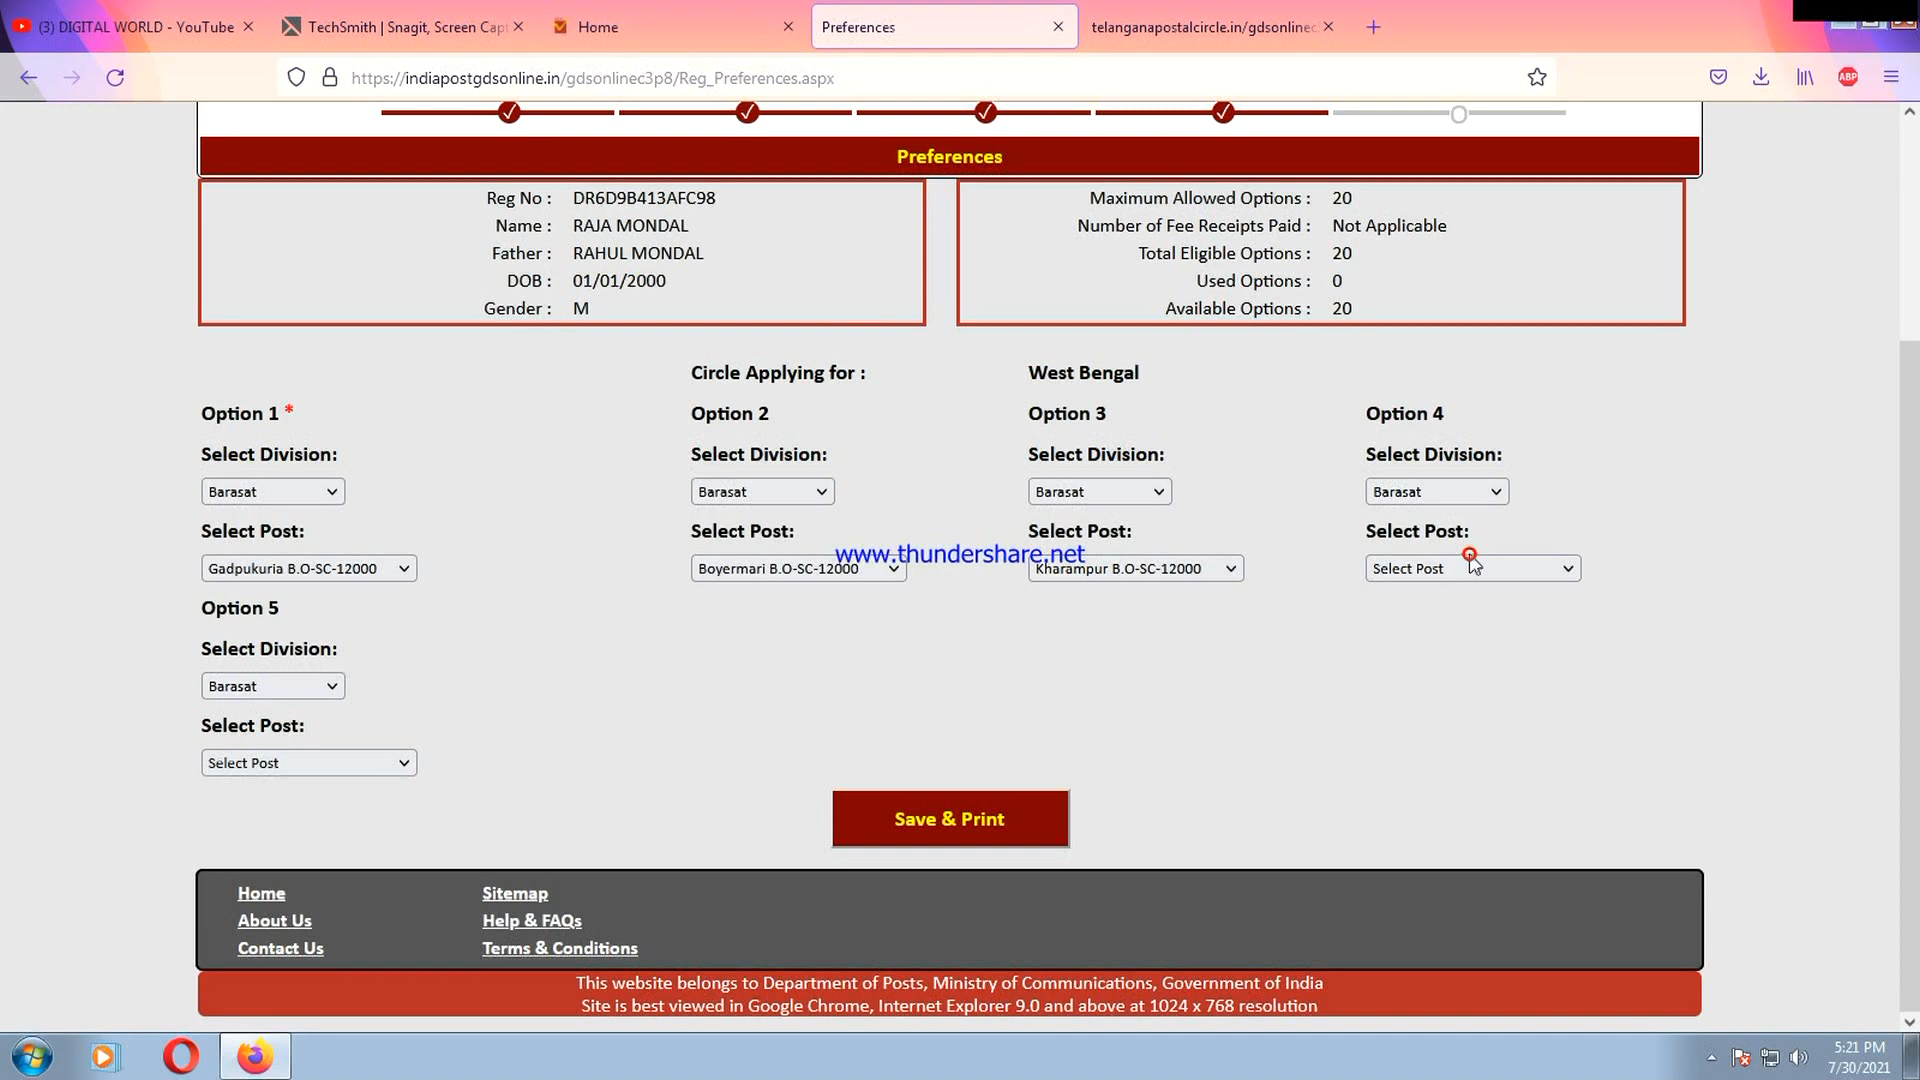 (3) DIGITAL WORLD - YouTube
TechSmith | Snagit, Screen Capt
Home
Preferences
telanganapostalcircle.in/gdsonlinec
https://indiapostgdsonline.in/gdsonlinec3p8/Reg_Preferences.aspx
ABP
Preferences
Reg No : DR6D9B413AFC98
Name : RAJA MONDAL
Father : RAHUL MONDAL
DOB : 01/01/2000
Gender : M
Maximum Allowed Options : 20
Number of Fee Receipts Paid : Not Applicable
Total Eligible Options : 20
Used Options : 0
Available Options : 20
Circle Applying for : West Bengal
Option 1 * Option 2 Option 3 Option 4
Select Division: Select Division: Select Division: Select Division:
Barasat Barasat Barasat Barasat
Select Post: Select Post: Select Post: Select Post:
www.thundershare.net
Gadpukuria B.O-SC-12000 Boyermari B.O-SC-12000 Kharampur B.O-SC-12000 Select Post
Option 5
Select Division:
Barasat
Select Post:
Select Post
Save & Print
Home Sitemap
About Us Help & FAQs
Contact Us Terms & Conditions
This website belongs to Department of Posts, Ministry of Communications, Government of India
Site is best viewed in Google Chrome, Internet Explorer 9.0 and above at 1024 x 768 resolution
5:21 PM
7/30/2021